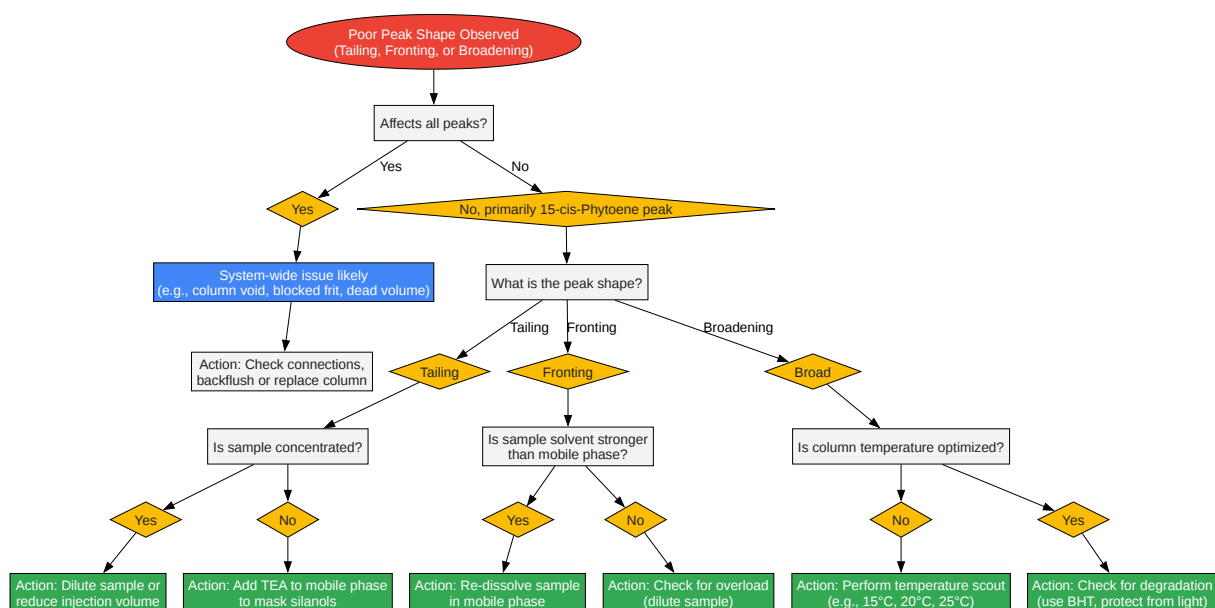 Poor Peak Shape Observed
(Tailing, Fronting, or Broadening)
Affects all peaks?
Yes
No
Yes
No, primarily 15-cis-Phytoene peak
System-wide issue likely
(e.g., column void, blocked frit, dead volume)
What is the peak shape?
Tailing
Fronting
Broadening
Action: Check connections,
backflush or replace column
Tailing
Fronting
Broad
Is sample concentrated?
Is sample solvent stronger
than mobile phase?
Is column temperature optimized?
Yes
No
Yes
No
No
Yes
Action: Dilute sample or
reduce injection volume
Action: Add TEA to mobile phase
to mask silanols
Action: Re-dissolve sample
in mobile phase
Action: Check for overload
(dilute sample)
Action: Perform temperature scout
(e.g., 15°C, 20°C, 25°C)
Action: Check for degradation
(use BHT, protect from light)